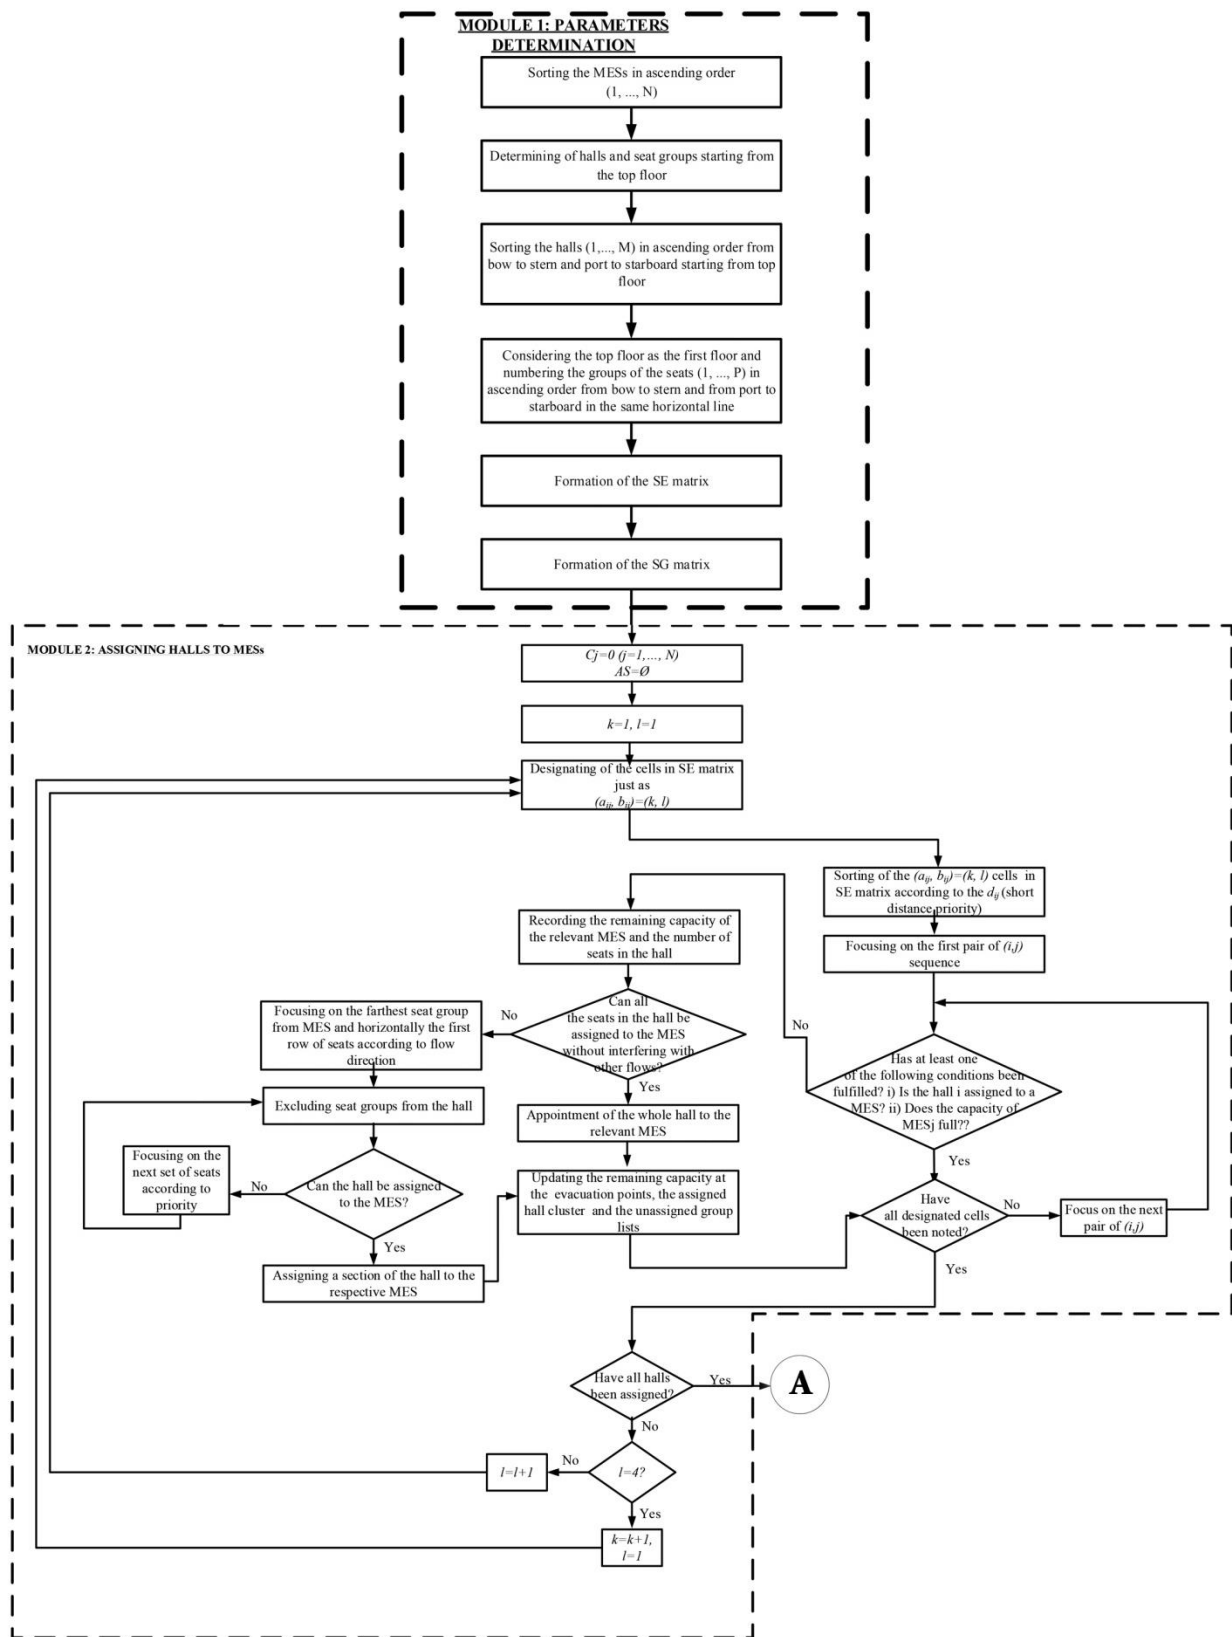 MODULE 1: PARAMETERS
DETERMINATION
Sorting the MESs in ascending order
(1, ..., N)
Determining of halls and seat groups starting from
the top floor
Sorting the halls (1,..., M) in ascending order from
bow to stern and port to starboard starting from top
floor
Considering the top floor as the first floor and
numbering the groups of the seats (1, ..., P) in
ascending order from bow to stern and from port to
starboard in the same horizontal line
Formation of the SE matrix
Formation of the SG matrix
MODULE 2: ASSIGNING HALLS TO MESs
Cj=0 (j=1,..., N)
AS=Ø
k=1, l=1
Designating of the cells in SE matrix
just as
(aij, bij)=(k, l)
Sorting of the (aij, bij)=(k, l) cells in
SE matrix according to the dij (short
distance priority)
Focusing on the first pair of (i,j)
sequence
Has at least one
of the following conditions been
fulfilled? i) Is the hall i assigned to a
MES? ii) Does the capacity of
MESj full??
No
Yes
Recording the remaining capacity of
the relevant MES and the number of
seats in the hall
Can all
the seats in the hall be
assigned to the MES
without interfering with
other flows?
No
Yes
Focusing on the farthest seat group
from MES and horizontally the first
row of seats according to flow
direction
Excluding seat groups from the hall
Can the hall be assigned
to the MES?
No
Yes
Focusing on the
next set of seats
according to
priority
Assigning a section of the hall to the
respective MES
Appointment of the whole hall to the
relevant MES
Updating the remaining capacity at
the evacuation points, the assigned
hall cluster and the unassigned group
lists
Have
all designated cells
been noted?
No
Yes
Focus on the next
pair of (i,j)
Have all halls
been assigned?
Yes
A
No
l=4?
No
l=l+1
Yes
k=k+1,
l=1